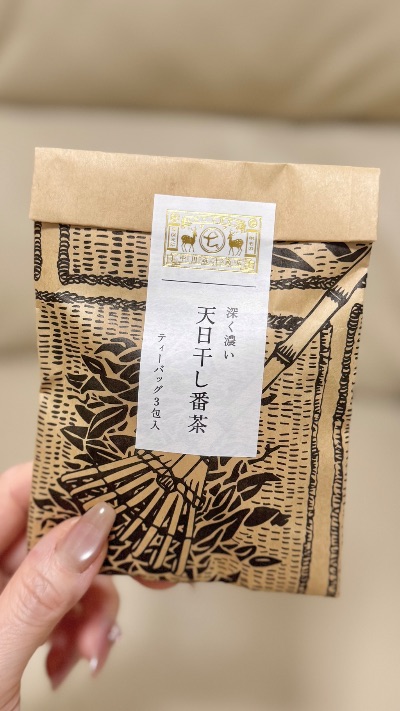 七
深く濃い
天日干し番茶
ティーバッグ3包入